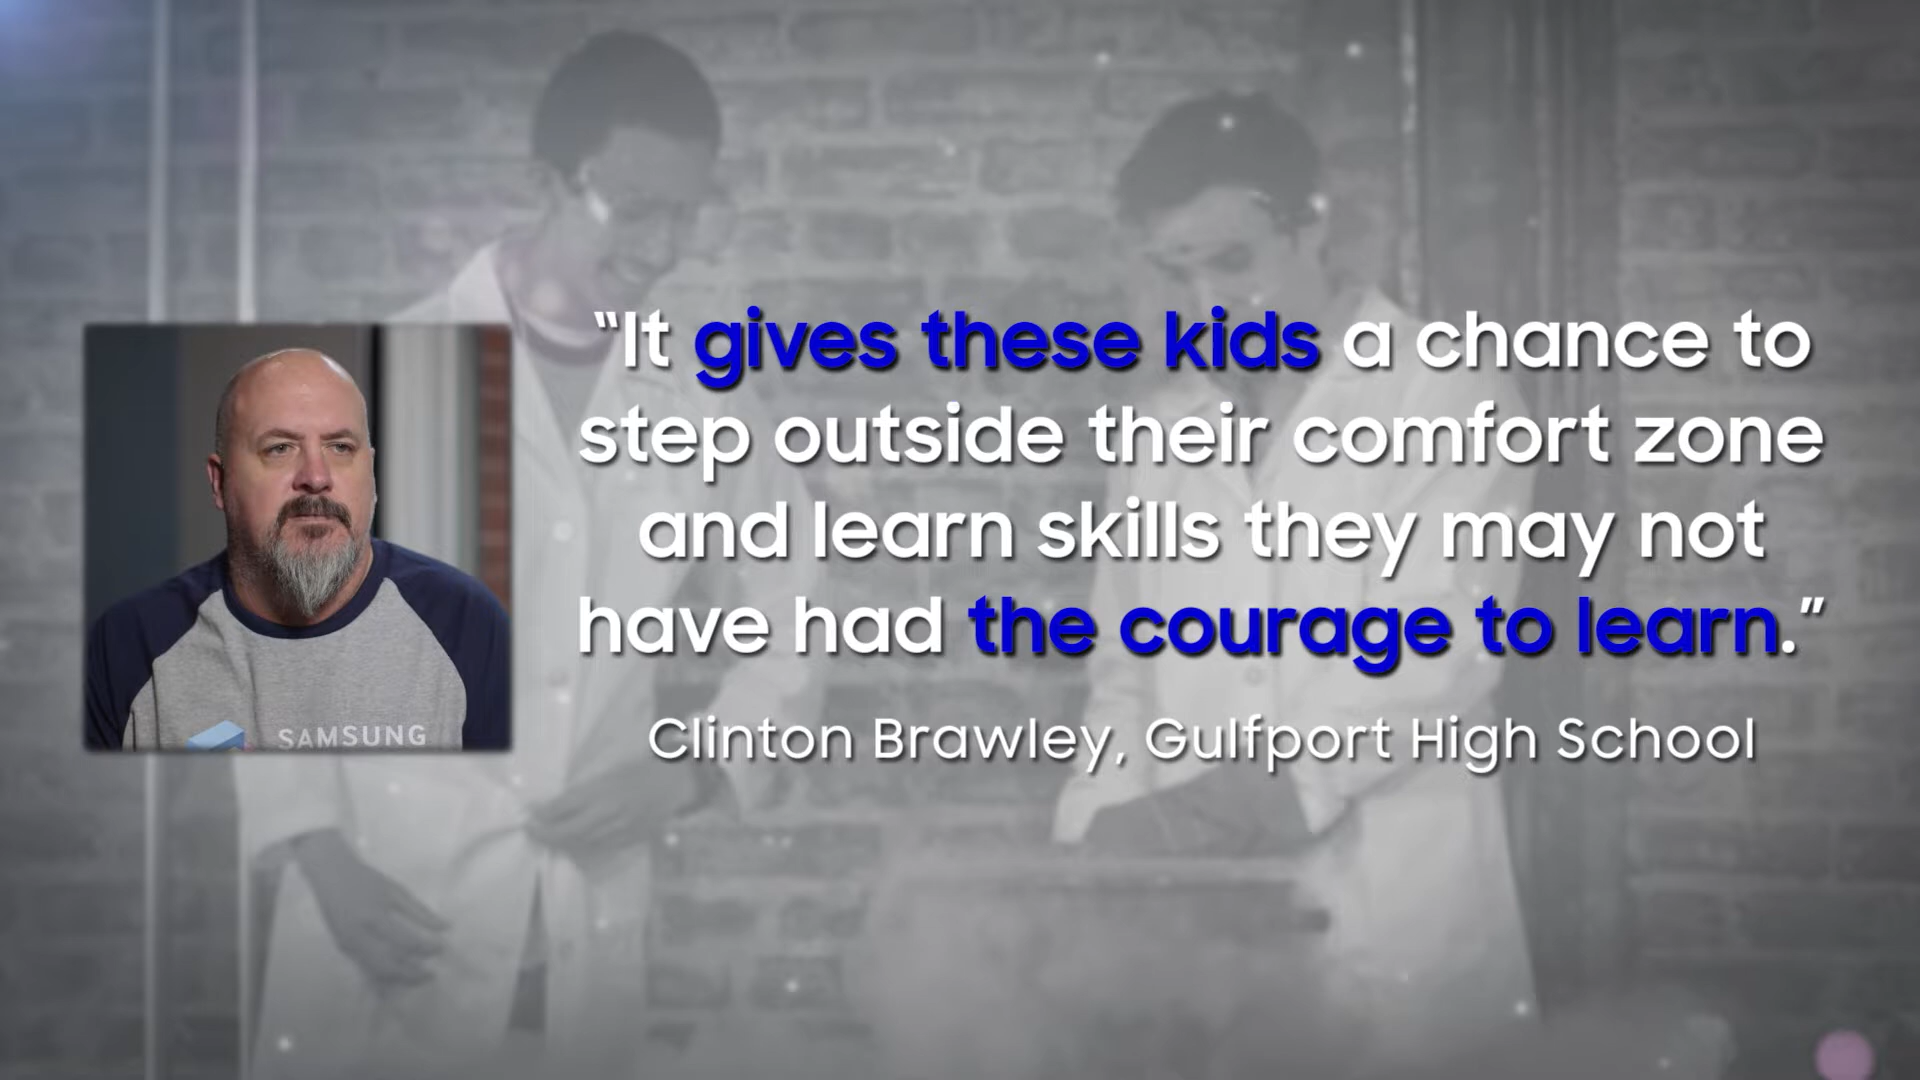 “It gives these kids a chance to
step outside their comfort zone
and learn skills they may not
have had the courage to learn.”
Clinton Brawley, Gulfport High School
SAMSUNG